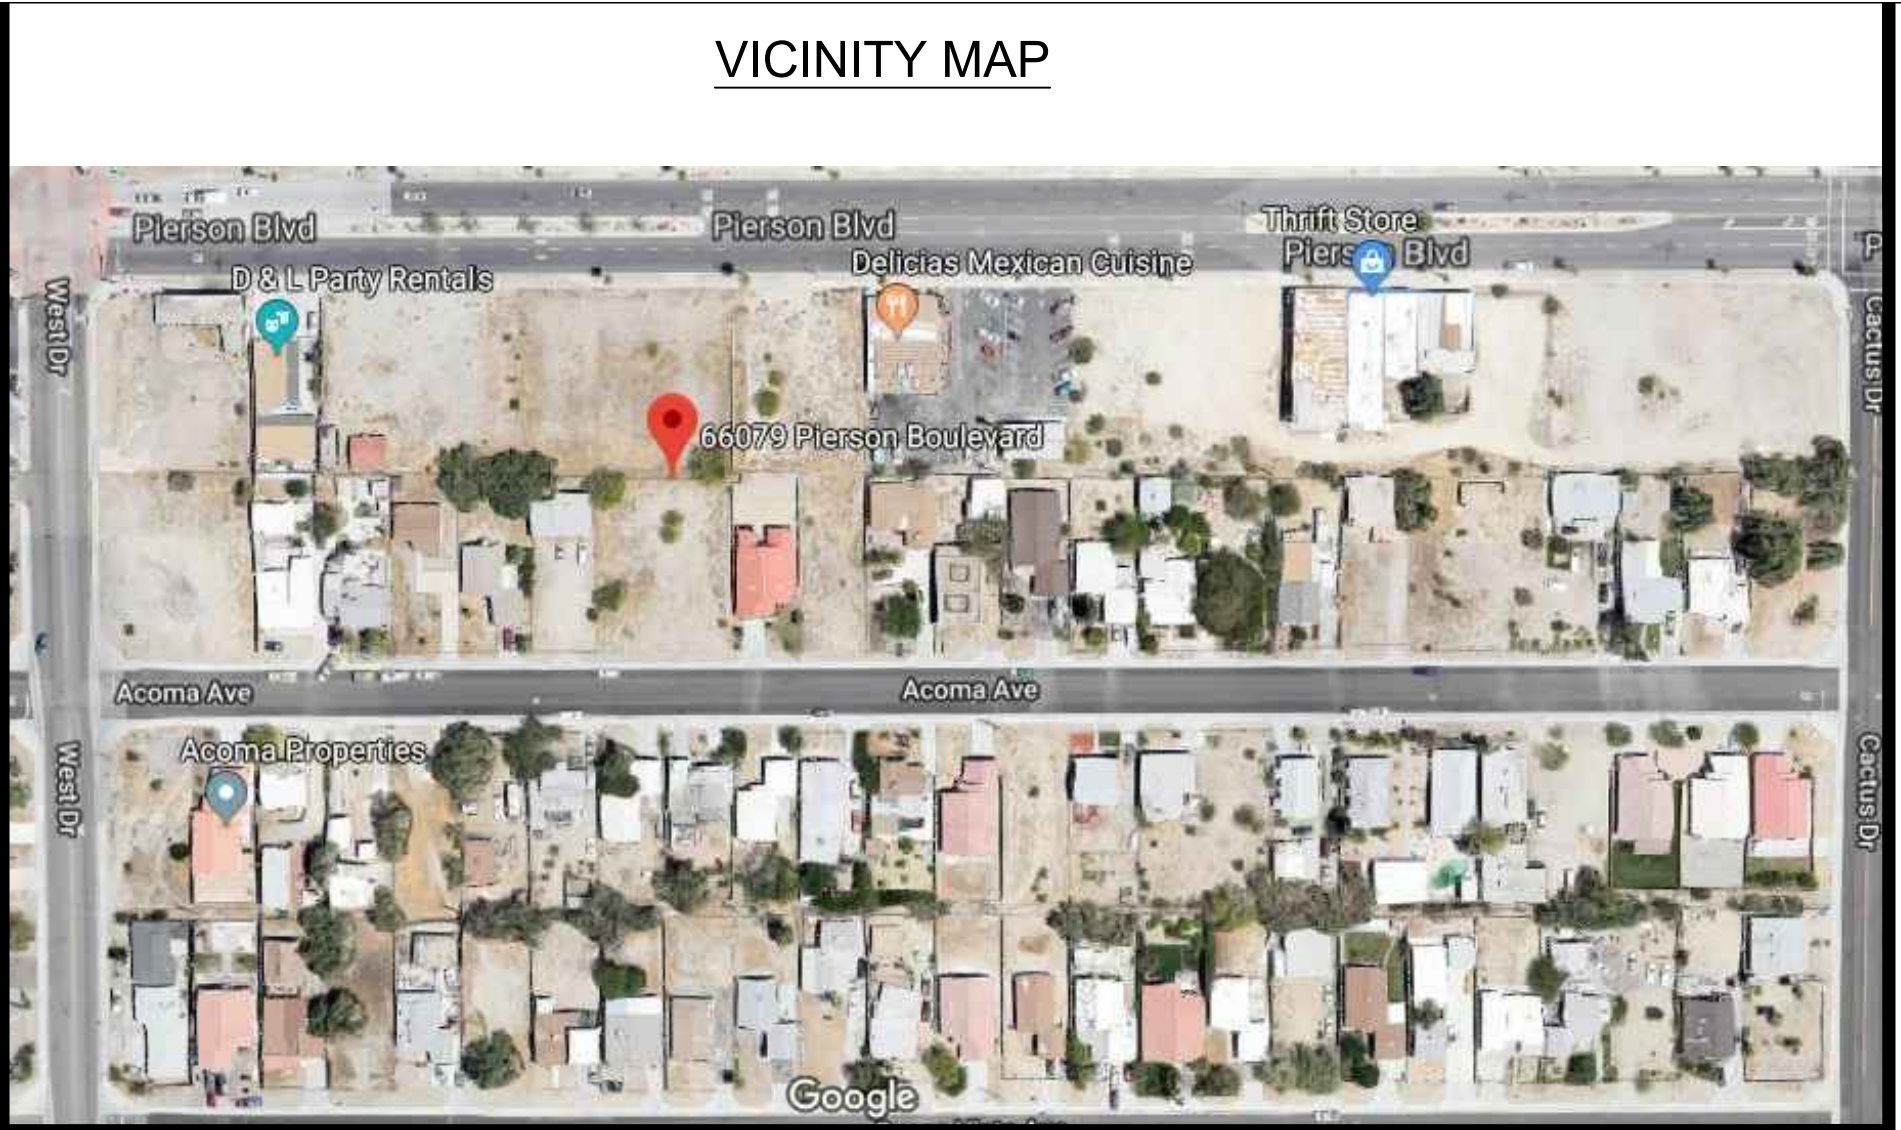 VICINITY MAP
Pierson Blvd
Pierson Blvd
Thrift Store
Pierson Blvd
D & L Party Rentals
Delicias Mexican Cuisine
West Dr
Cactus Dr
66079 Pierson Boulevard
Acoma Ave
Acoma Ave
Acoma Properties
West Dr
Cactus Dr
Google